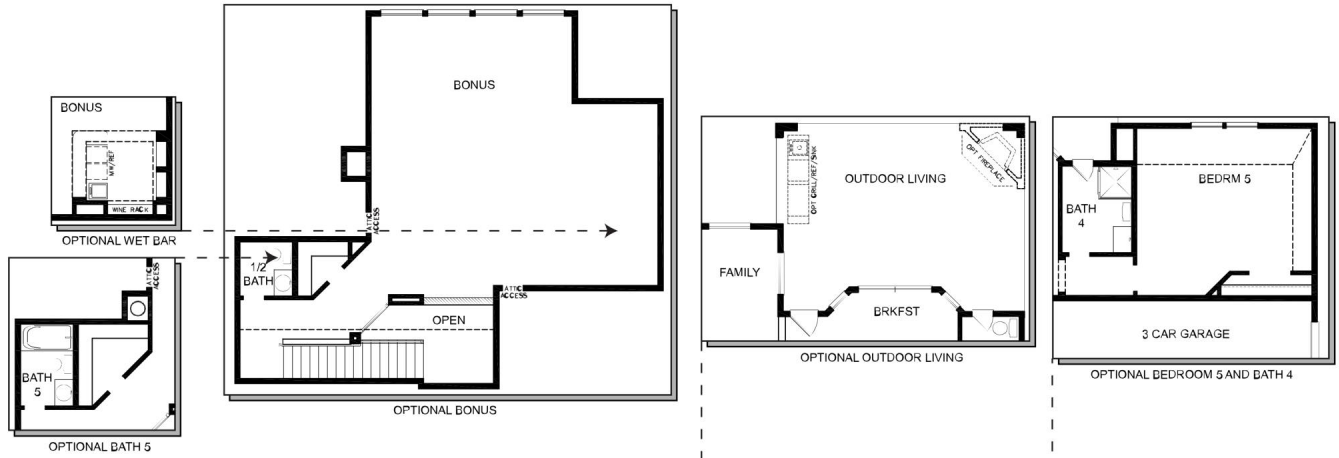 BONUS
MW/REF
WINE RACK
OPTIONAL WET BAR
ATTIC
ACCESS
BATH
5
OPTIONAL BATH 5
BONUS
ATTIC
ACCESS
1/2
BATH
ATTIC
ACCESS
OPEN
OPTIONAL BONUS
OPT GRILL/REF/SINK
OUTDOOR LIVING
OPT FIREPLACE
FAMILY
BRKFST
OPTIONAL OUTDOOR LIVING
BEDRM 5
BATH
4
3 CAR GARAGE
OPTIONAL BEDROOM 5 AND BATH 4